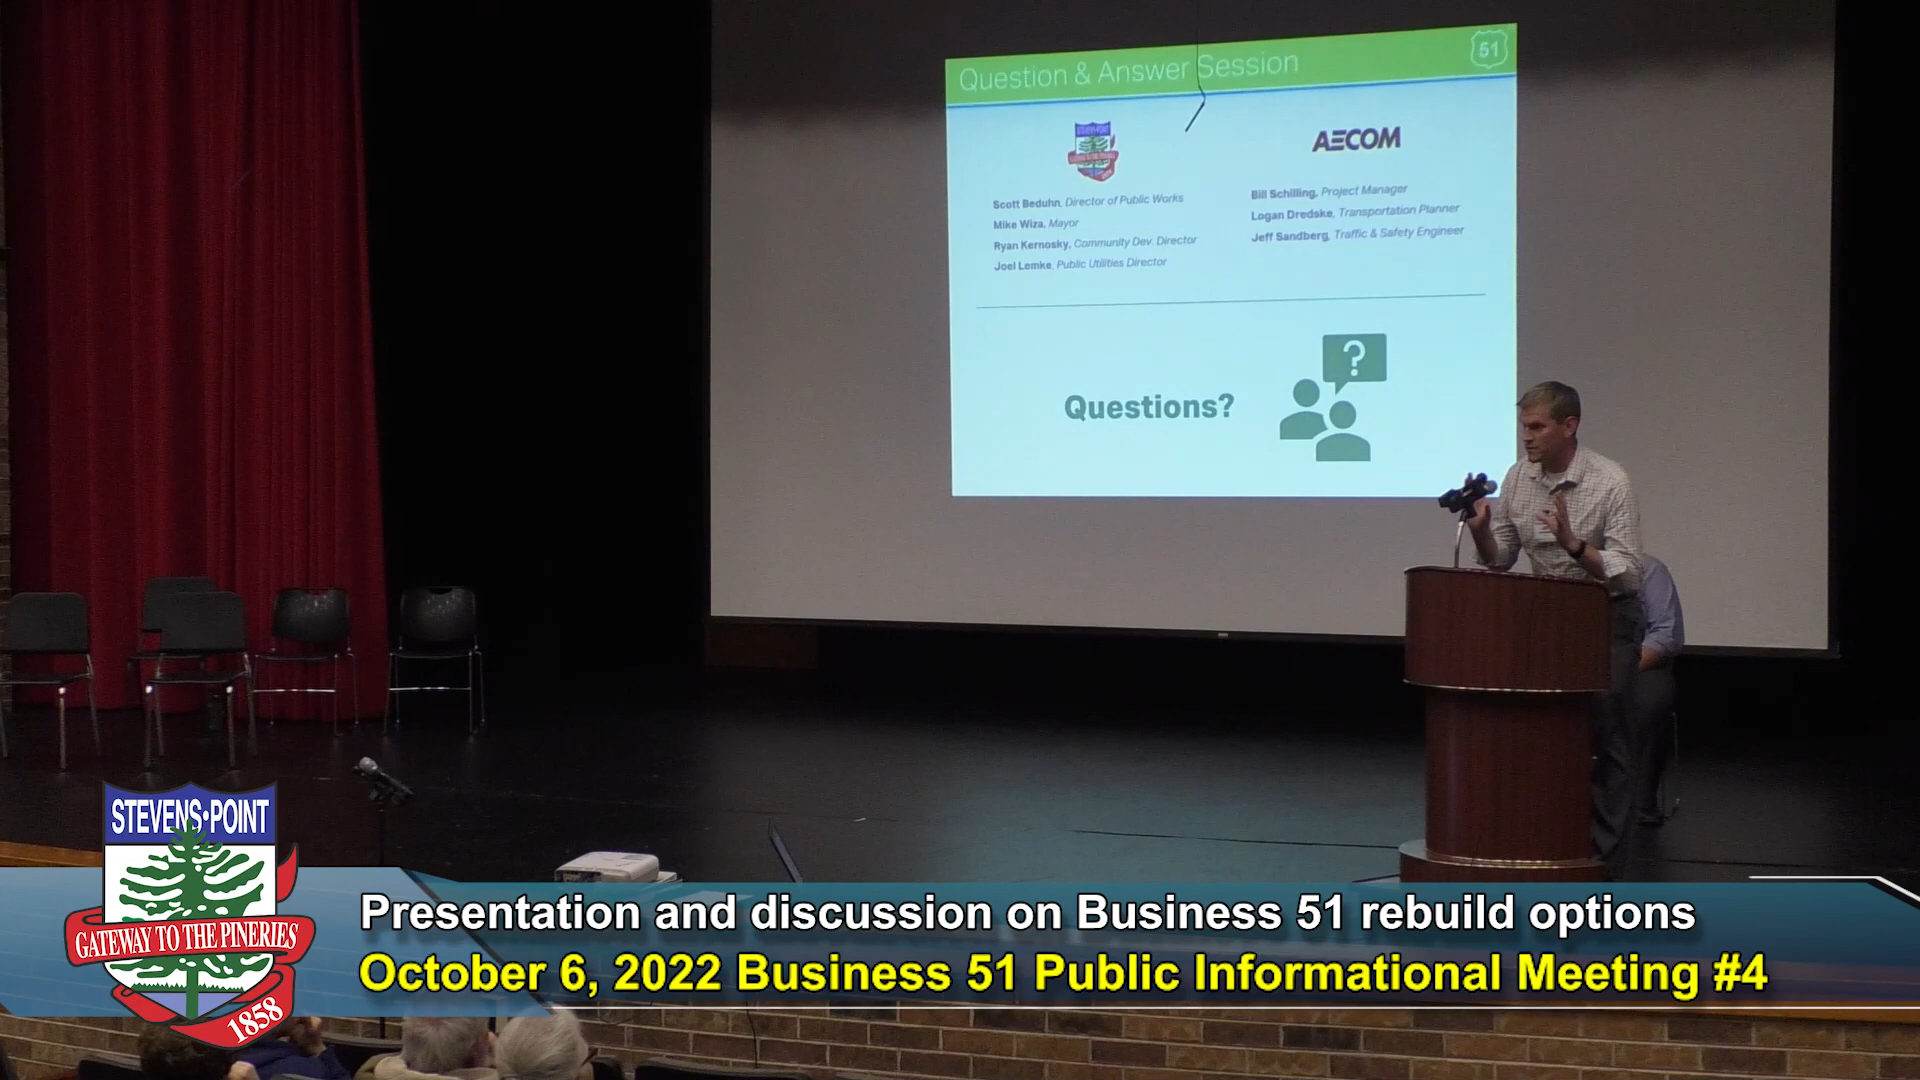 Question & Answer Session
51
STEVENS·POINT
AECOM
Scott Beduhn, Director of Public Works
Mike Wiza, Mayor
Ryan Kernosky, Community Dev. Director
Joel Lemke, Public Utilities Director
Bill Schilling, Project Manager
Logan Dredske, Transportation Planner
Jeff Sandberg, Traffic & Safety Engineer
Questions?
?
STEVENS·POINT
GATEWAY TO THE PINERIES
1858
Presentation and discussion on Business 51 rebuild options
October 6, 2022 Business 51 Public Informational Meeting #4